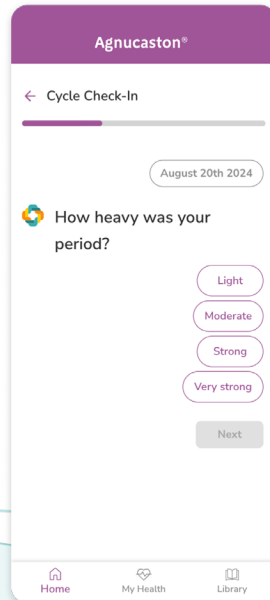 Agnucaston®
Cycle Check-In
August 20th 2024
How heavy was your
period?
Light
Moderate
Strong
Very strong
Next
Home
My Health
Library